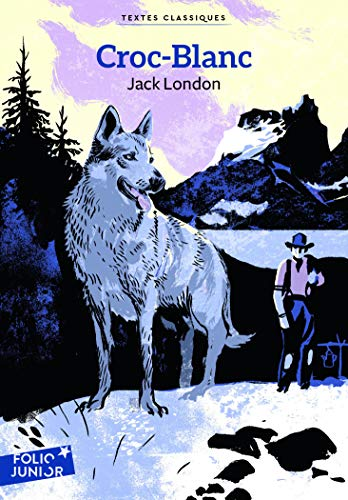 TEXTES CLASSIQUES
Croc-Blanc
Jack London
FOLIO
JUNIOR